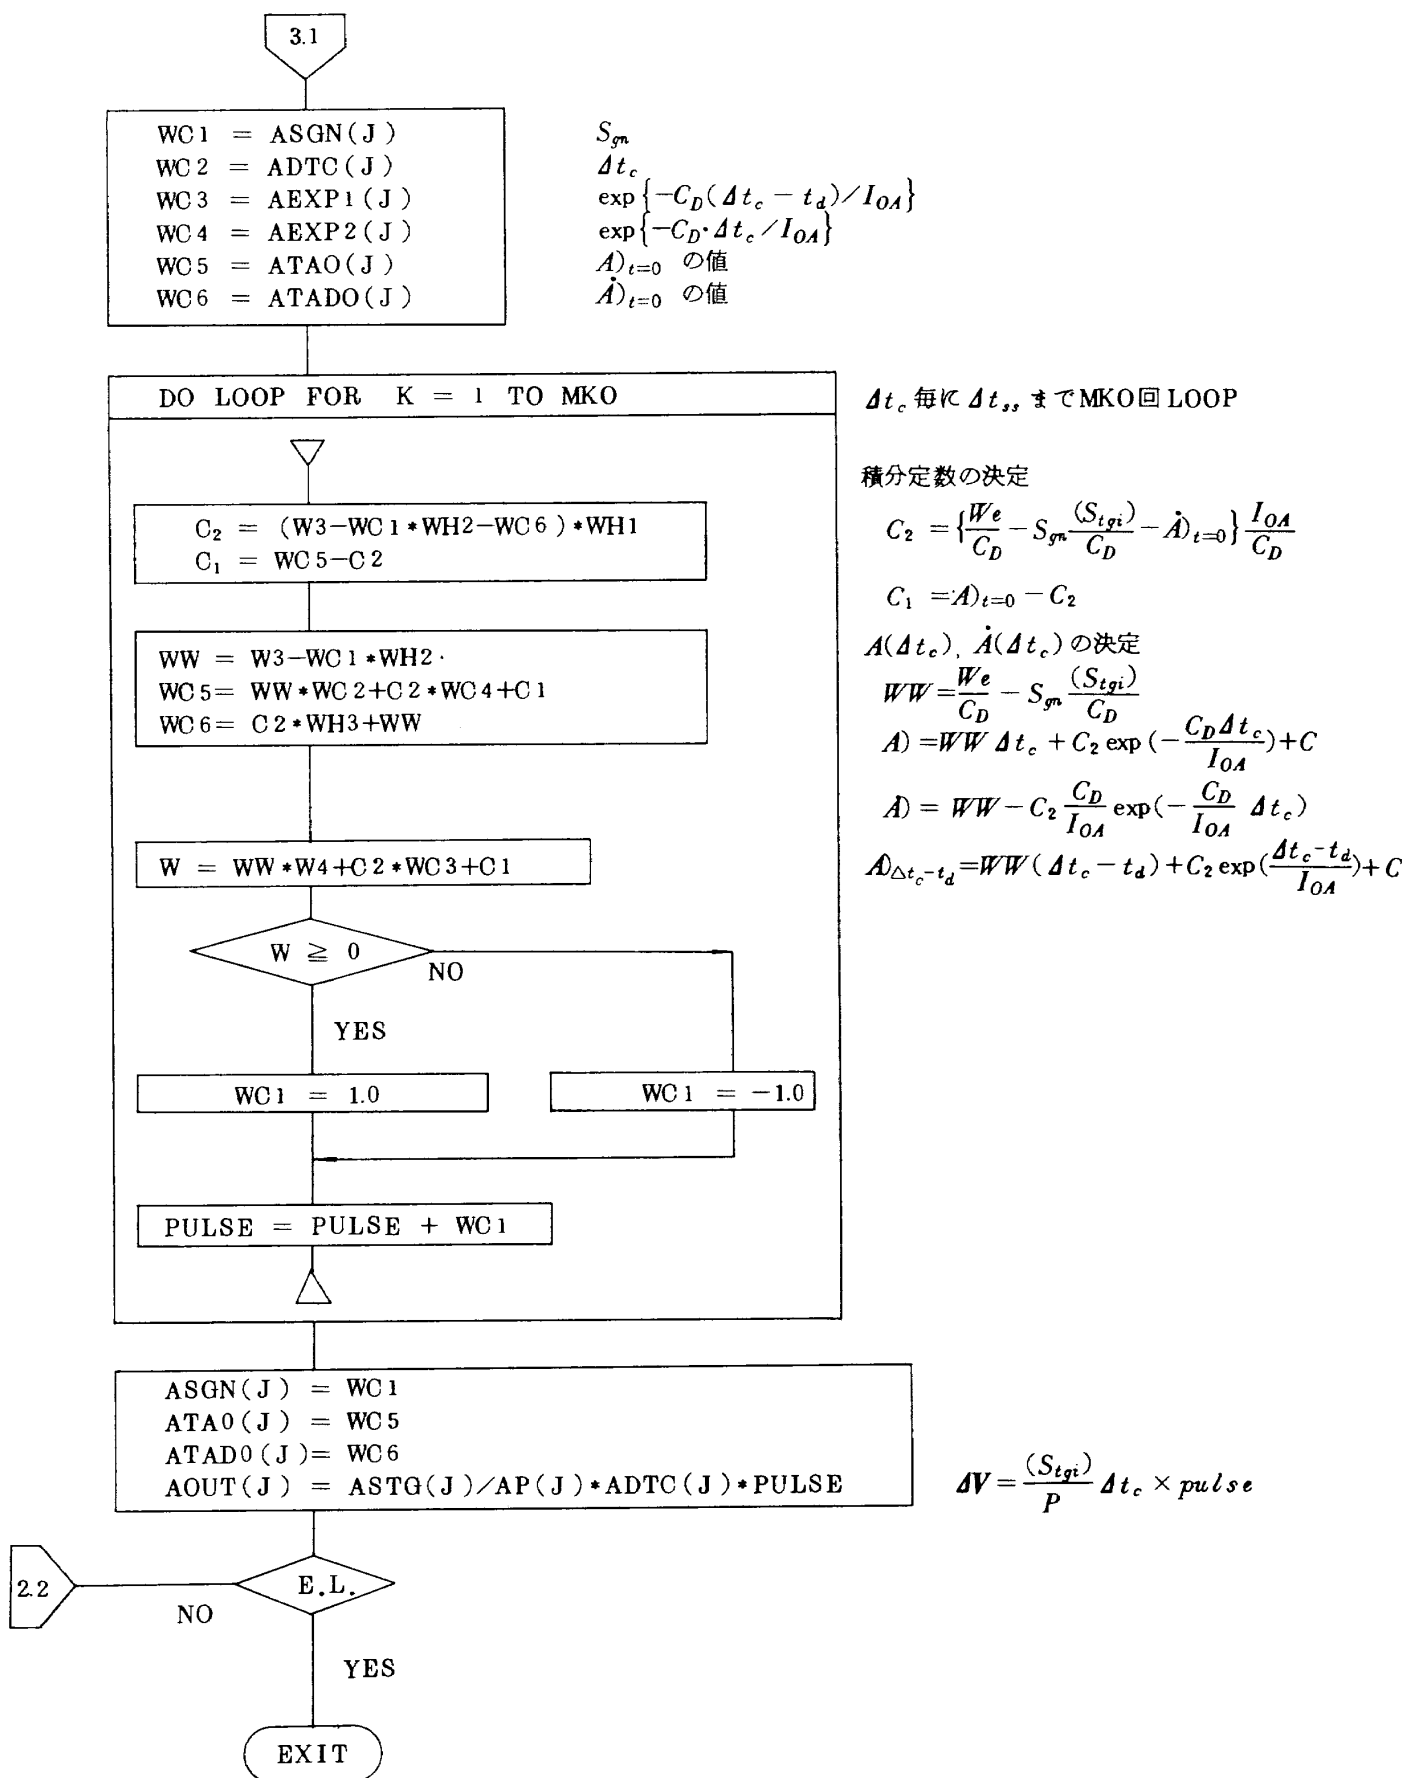 3.1
WC1 = ASGN(J)
S_gn
WC2 = ADTC(J)
Δt_c
WC3 = AEXP1(J)
exp{-C_D(Δt_c - t_d)/I_OA}
WC4 = AEXP2(J)
exp{-C_D·Δt_c/I_OA}
WC5 = ATAO(J)
A)_t=0 の値
WC6 = ATADO(J)
Ȧ)_t=0 の値
DO LOOP FOR K = 1 TO MKO
Δt_c 毎に Δt_ss まで MKO回 LOOP
積分定数の決定
C₂ = (W3-WC1*WH2-WC6)*WH1
C₂ = {We/C_D - S_gn (S_tgi)/C_D - Ȧ)_t=0} I_OA/C_D
C₁ = WC5-C2
C₁ = A)_t=0 - C₂
A(Δt_c), Ȧ(Δt_c) の決定
WW = W3-WC1*WH2
WW = We/C_D - S_gn (S_tgi)/C_D
WC5= WW*WC2+C2*WC4+C1
A) = WW Δt_c + C₂ exp(-C_DΔt_c/I_OA)+C
WC6= C2*WH3+WW
Ȧ) = WW - C₂ C_D/I_OA exp(-C_D/I_OA Δt_c)
W = WW*W4+C2*WC3+C1
A)_△t_c-t_d = WW(Δt_c - t_d) + C₂ exp(Δt_c-t_d/I_OA) + C
W ≧ 0
NO
YES
WC1 = 1.0
WC1 = -1.0
PULSE = PULSE + WC1
ASGN(J) = WC1
ATA0(J) = WC5
ATAD0(J)= WC6
AOUT(J) = ASTG(J)/AP(J)*ADTC(J)*PULSE
ΔV = (S_tgi)/P Δt_c × pulse
2.2
E.L.
NO
YES
EXIT